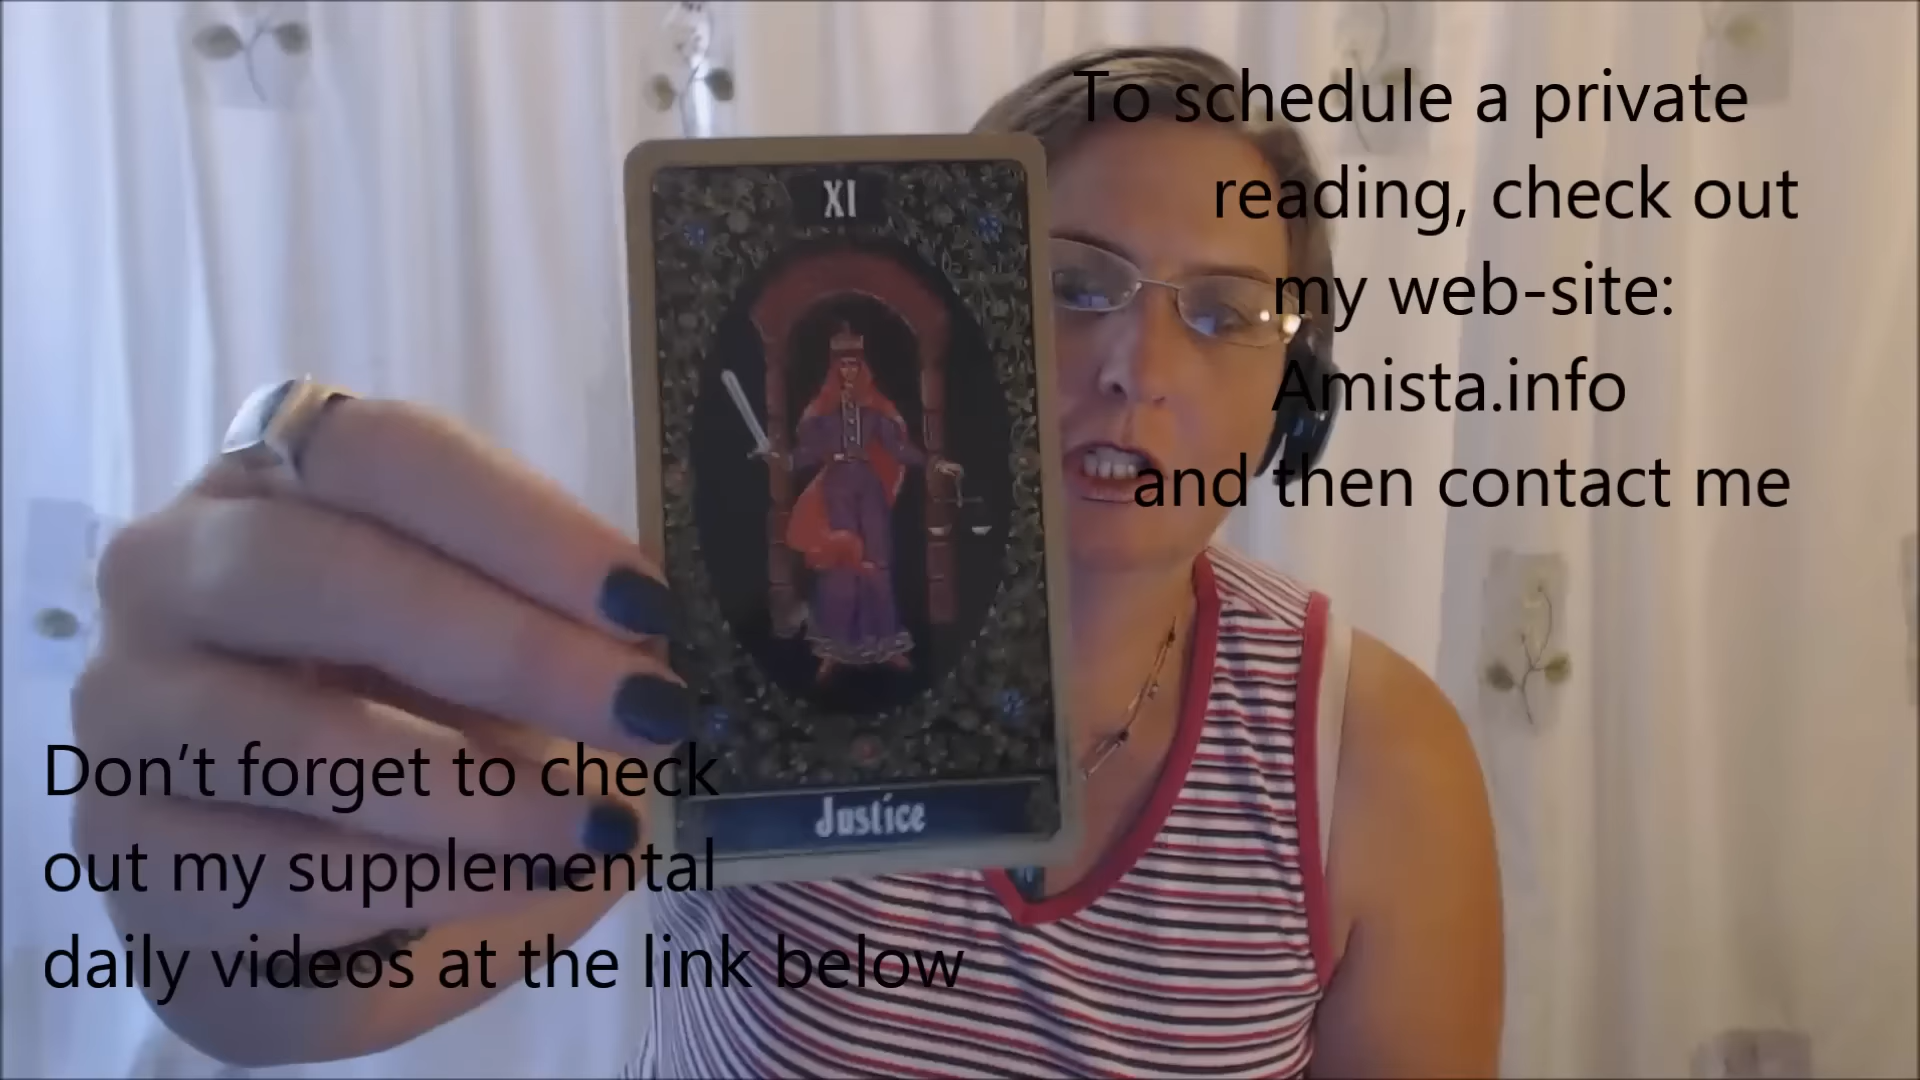 To schedule a private
reading, check out
my web-site:
Amista.info
and then contact me
XI
Justice
Don't forget to check
out my supplemental
daily videos at the link below